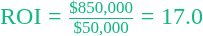 ROI = $850,000 / $50,000 = 17.0